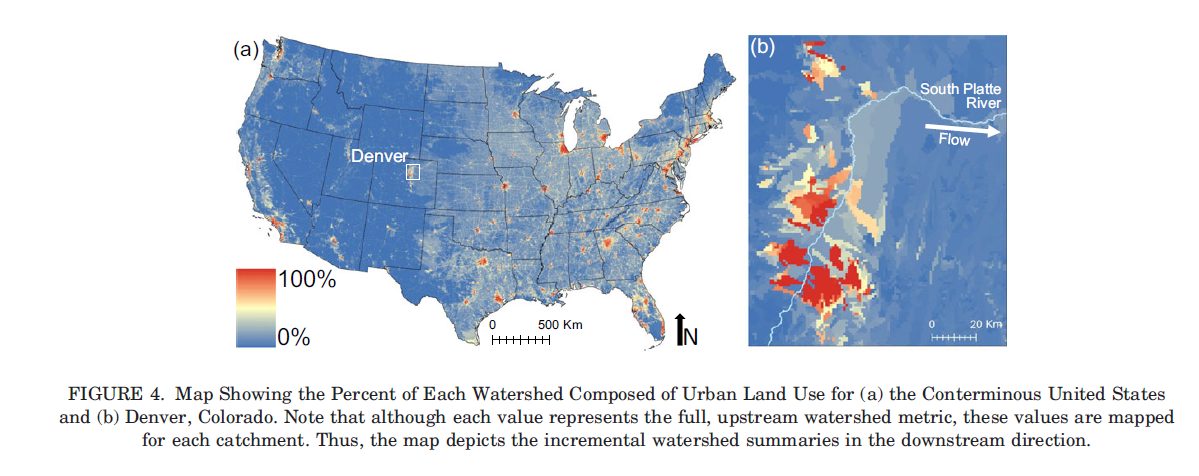 (a)
Denver
100%
0%
0 500 Km
N
(b)
South Platte
River
Flow
0 20 Km
FIGURE 4. Map Showing the Percent of Each Watershed Composed of Urban Land Use for (a) the Conterminous United States
and (b) Denver, Colorado. Note that although each value represents the full, upstream watershed metric, these values are mapped
for each catchment. Thus, the map depicts the incremental watershed summaries in the downstream direction.